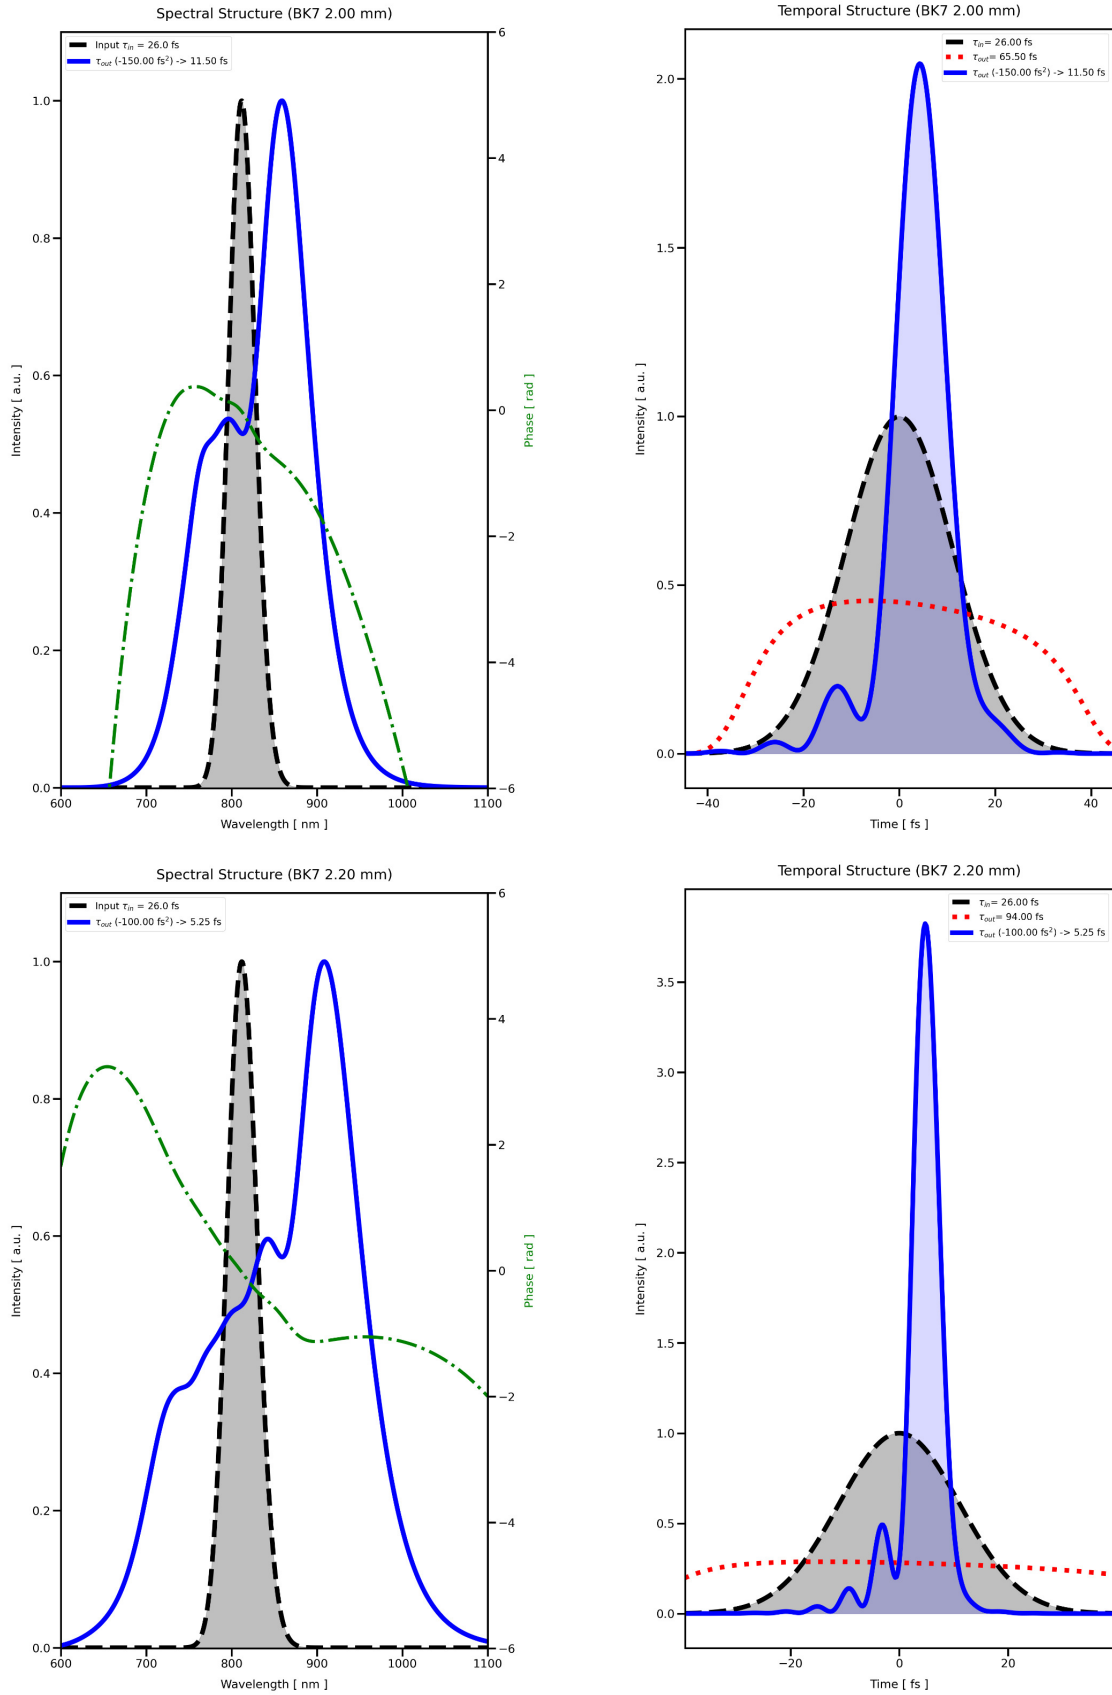 Spectral Structure (BK7 2.00 mm)
Input τin = 26.0 fs
τout (-150.00 fs²) -> 11.50 fs
1.0
0.8
0.6
0.4
0.2
0.0
Intensity [ a.u. ]
6
4
2
0
−2
−4
−6
Phase [ rad ]
600 700 800 900 1000 1100
Wavelength [ nm ]
Temporal Structure (BK7 2.00 mm)
τin= 26.00 fs
τout= 65.50 fs
τout (-150.00 fs²) -> 11.50 fs
2.0
1.5
1.0
0.5
0.0
Intensity [ a.u. ]
−40 −20 0 20 40
Time [ fs ]
Spectral Structure (BK7 2.20 mm)
Input τin = 26.0 fs
τout (-100.00 fs²) -> 5.25 fs
1.0
0.8
0.6
0.4
0.2
0.0
Intensity [ a.u. ]
6
4
2
0
−2
−4
−6
Phase [ rad ]
600 700 800 900 1000 1100
Wavelength [ nm ]
Temporal Structure (BK7 2.20 mm)
τin= 26.00 fs
τout= 94.00 fs
τout (-100.00 fs²) -> 5.25 fs
3.5
3.0
2.5
2.0
1.5
1.0
0.5
0.0
Intensity [ a.u. ]
−20 0 20
Time [ fs ]